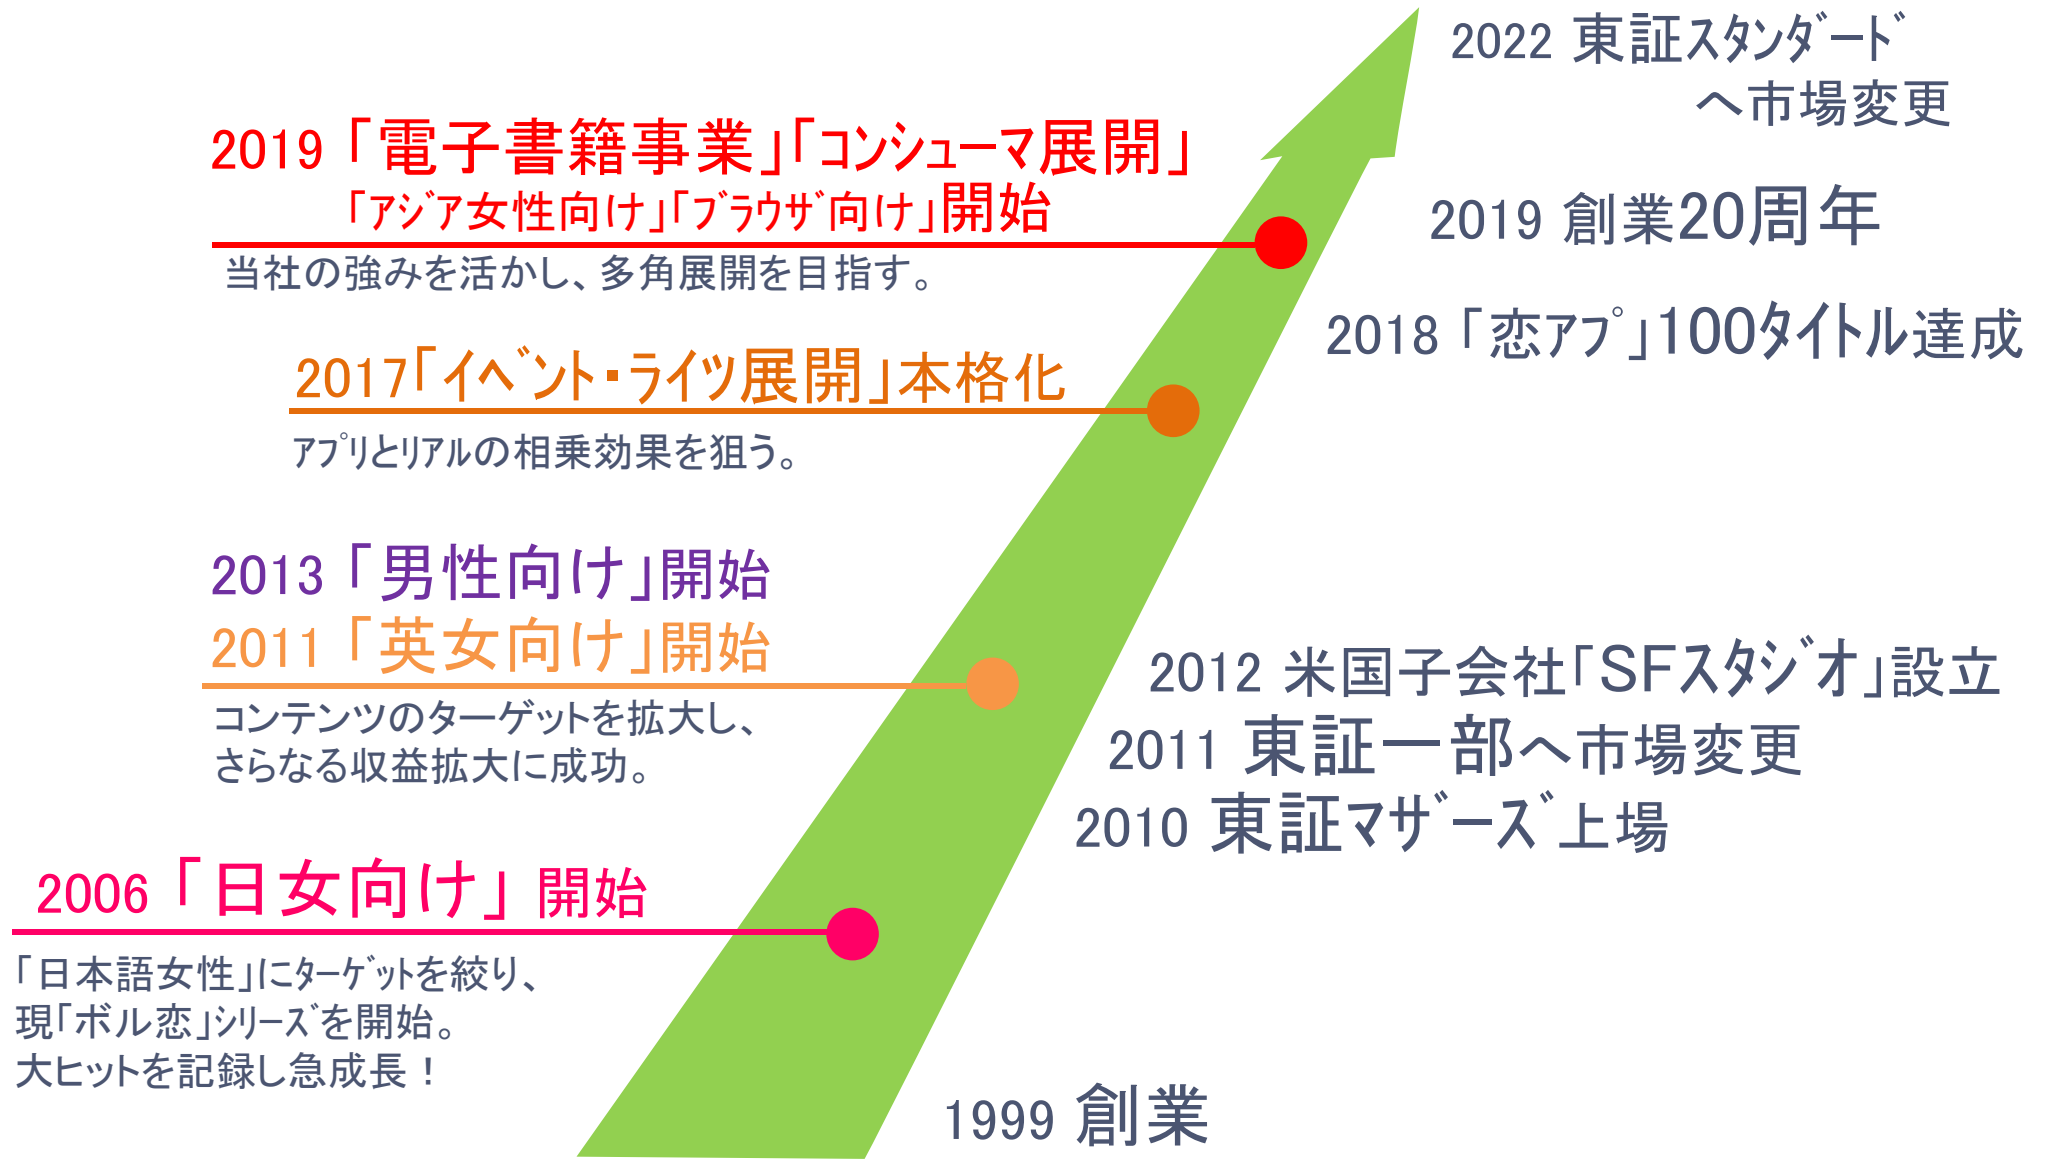 2022 東証ｽﾀﾝﾀﾞｰﾄﾞ
へ市場変更
2019「電子書籍事業」「ｺﾝｼｭｰﾏ展開」
「ｱｼﾞｱ女性向け」「ﾌﾞﾗｳｻﾞ向け」開始
当社の強みを活かし、多角展開を目指す。
2019 創業20周年
2018「恋ｱﾌﾟ」100ﾀｲﾄﾙ達成
2017「ｲﾍﾞﾝﾄ・ﾗｲﾂ展開」本格化
ｱﾌﾟﾘとﾘｱﾙの相乗効果を狙う。
2013「男性向け」開始
2011「英女向け」開始
コンテンツのターゲットを拡大し、
さらなる収益拡大に成功。
2012 米国子会社「SFｽﾀｼﾞｵ」設立
2011 東証一部へ市場変更
2010 東証ﾏｻﾞｰｽﾞ上場
2006「日女向け」開始
「日本語女性」にﾀｰｹﾞｯﾄを絞り、
現「ボル恋」ｼﾘｰｽﾞを開始。
大ヒットを記録し急成長！
1999 創業